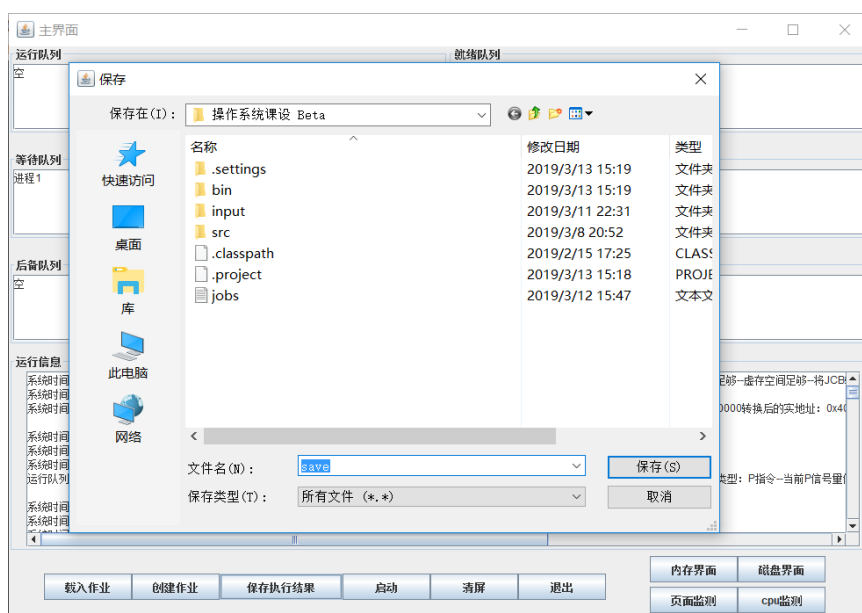 主界面
运行队列
就绪队列
空
保存
保存在(I):
操作系统课设 Beta
名称
修改日期
类型
.settings
2019/3/13 15:19
文件夹
bin
2019/3/13 15:19
文件夹
input
2019/3/11 22:31
文件夹
src
2019/3/8 20:52
文件夹
.classpath
2019/2/15 17:25
CLASS
.project
2019/3/13 15:18
PROJE
jobs
2019/3/12 15:47
文本文
快速访问
桌面
库
此电脑
网络
等待队列
进程1
后备队列
空
文件名(N):
save
保存(S)
保存类型(T):
所有文件 (*.*)
取消
运行信息
系统时间
足够--虚存空间足够--将JCB
系统时间
系统时间
0000转换后的实地址: 0x40
系统时间
系统时间
系统时间
运行队列
类型: P指令--当前P信号量
系统时间
系统时间
载入作业
创建作业
保存执行结果
启动
清屏
退出
内存界面
磁盘界面
页面监测
cpu监测